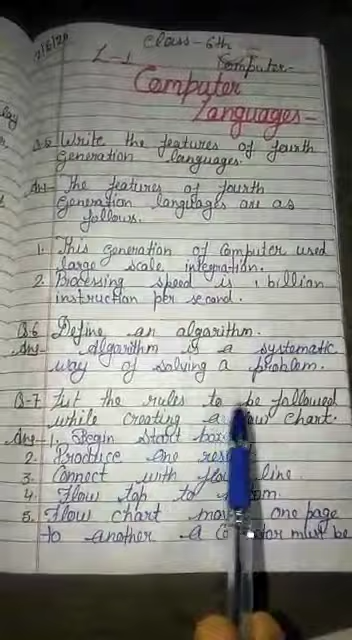 2/6/20 Class-6th
L-1 Computer-
Computer
Languages-
Q.5 Write the features of fourth
generation languages.
Ans- The features of fourth
generation languages are as
follows.
1. This generation of computer used
large scale integration.
2. Processing speed is 1 billion
instruction per second.
Q.6 Define an algorithm.
Ans- Algorithm is a systematic
way of solving a problem.
Q-7 Put the rules to be followed
while creating a flow chart.
Ans- 1. Begin start box
2. Produce one
3. Connect with flow line.
4. Flow top to
5. Flow chart one page
to another a must be